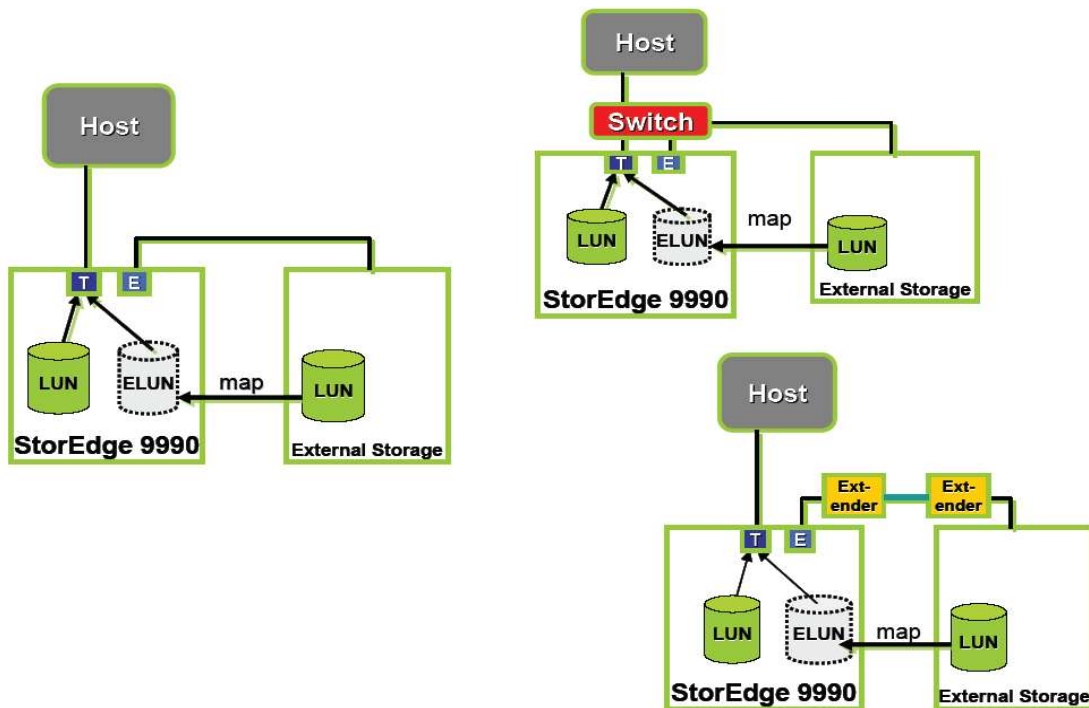 Host
T
E
LUN
ELUN
map
LUN
StorEdge 9990
External Storage
Host
Switch
T
E
LUN
ELUN
map
LUN
StorEdge 9990
External Storage
Host
Ext-
ender
Ext-
ender
T
E
LUN
ELUN
map
LUN
StorEdge 9990
External Storage